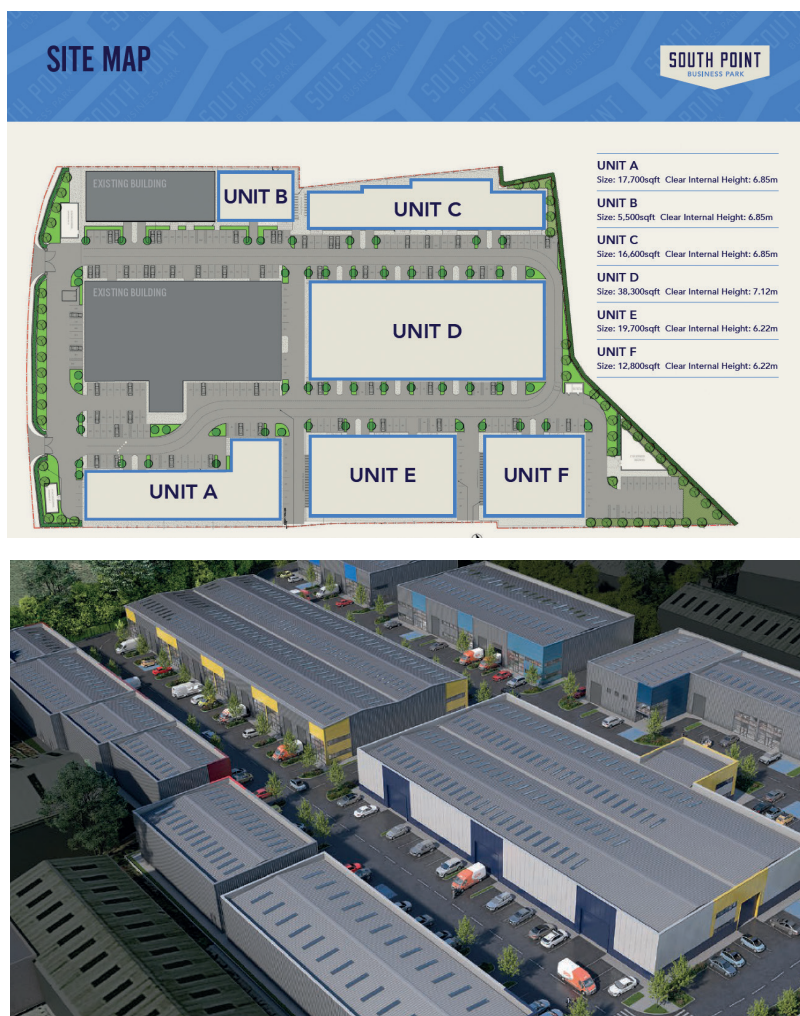 SITE MAP
SOUTH POINT
BUSINESS PARK
EXISTING BUILDING
UNIT B
UNIT C
EXISTING BUILDING
UNIT D
UNIT A
UNIT E
UNIT F
UNIT A
Size: 17,700sqft Clear Internal Height: 6.85m
UNIT B
Size: 5,500sqft Clear Internal Height: 6.85m
UNIT C
Size: 16,600sqft Clear Internal Height: 6.85m
UNIT D
Size: 38,300sqft Clear Internal Height: 7.12m
UNIT E
Size: 19,700sqft Clear Internal Height: 6.22m
UNIT F
Size: 12,800sqft Clear Internal Height: 6.22m